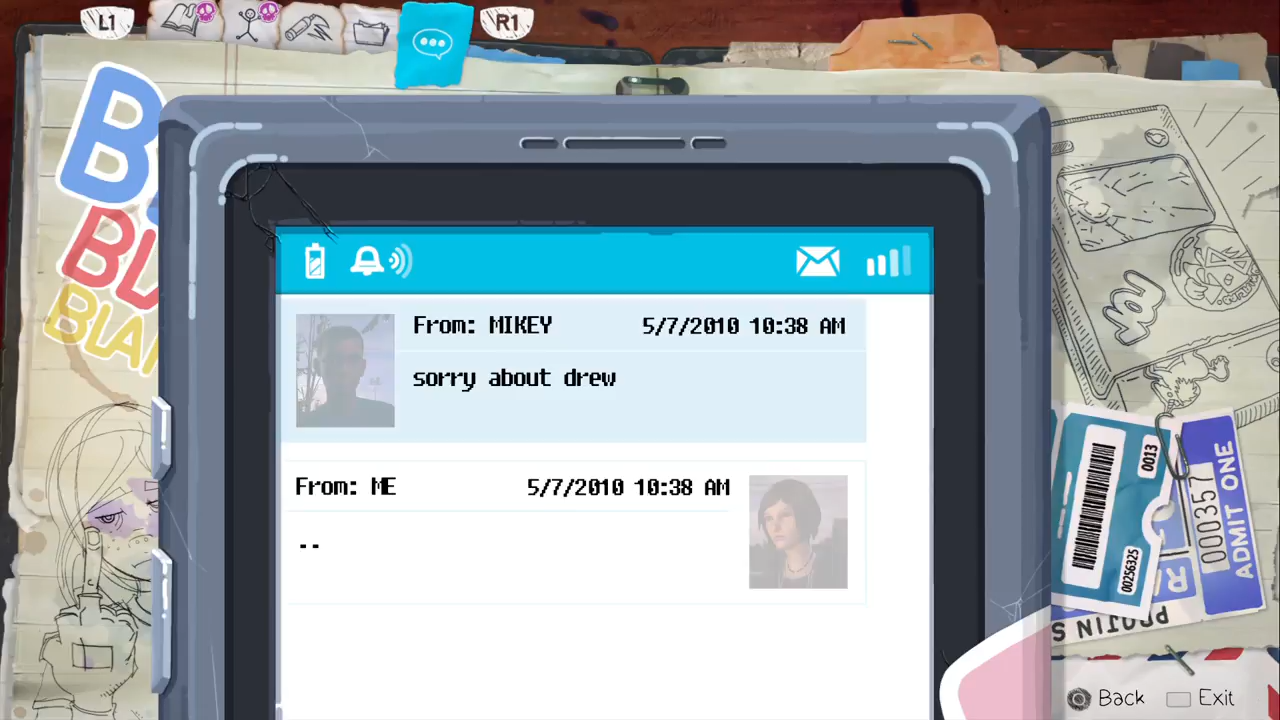 L1
R1
From: MIKEY 5/7/2010 10:38 AM
sorry about drew
From: ME 5/7/2010 10:38 AM
--
0013
00256325
000357
ADMIT ONE
Back
Exit